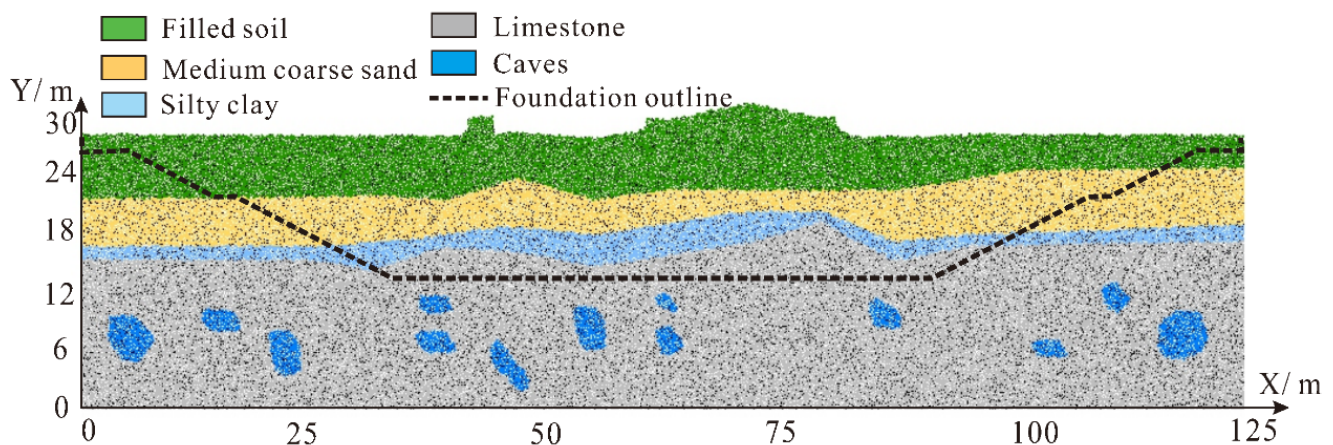 Filled soil
Limestone
Medium coarse sand
Caves
Silty clay
Foundation outline
Y/ m
30
24
18
12
6
0
X/ m
0 25 50 75 100 125